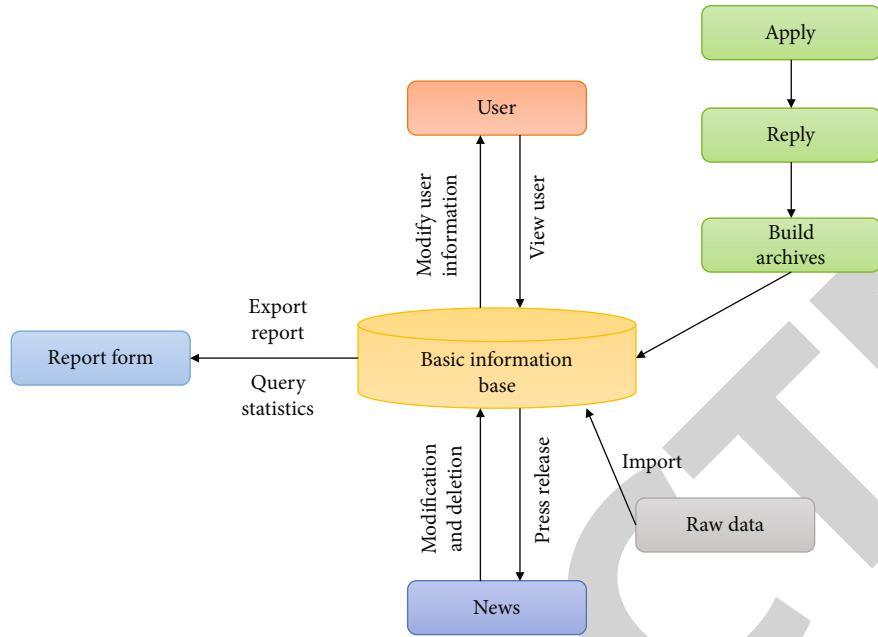 Apply
User
Reply
Modify user
information
View user
Build
archives
Export
report
Report form
Query
statistics
Basic information
base
Modification
and deletion
Press release
Import
Raw data
News